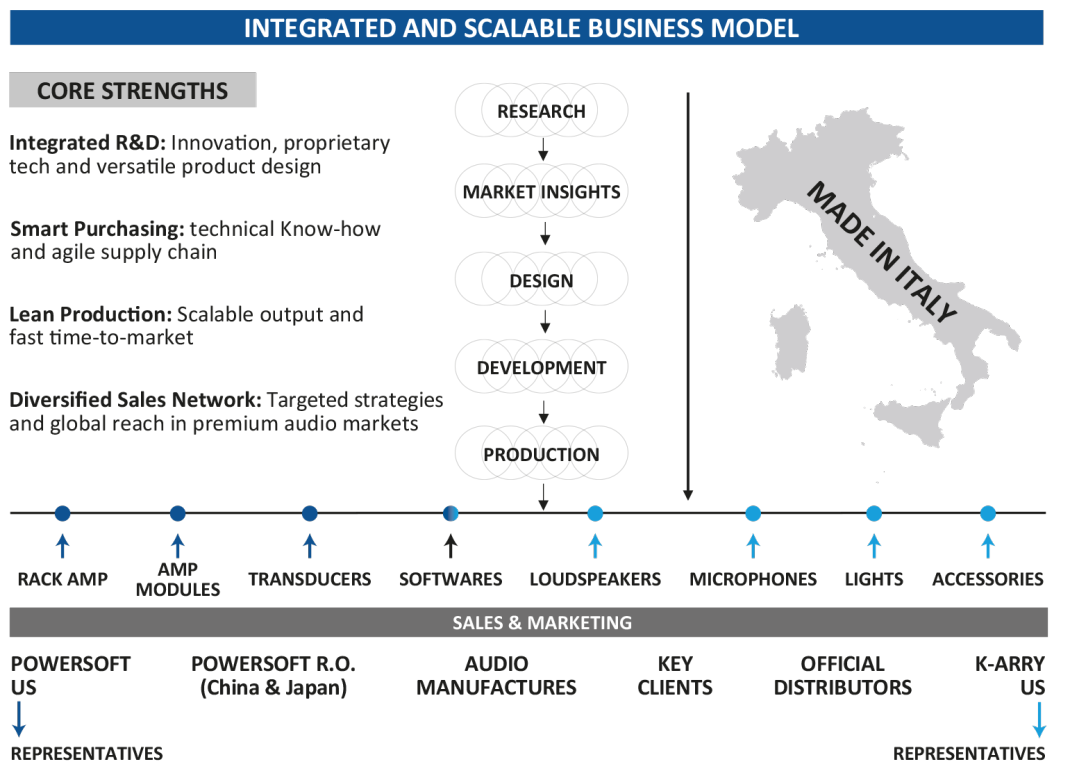 INTEGRATED AND SCALABLE BUSINESS MODEL
CORE STRENGTHS
Integrated R&D: Innovation, proprietary
tech and versatile product design
Smart Purchasing: technical Know-how
and agile supply chain
Lean Production: Scalable output and
fast time-to-market
Diversified Sales Network: Targeted strategies
and global reach in premium audio markets
RESEARCH
MARKET INSIGHTS
DESIGN
DEVELOPMENT
PRODUCTION
MADE IN ITALY
RACK AMP
AMP
MODULES
TRANSDUCERS
SOFTWARES
LOUDSPEAKERS
MICROPHONES
LIGHTS
ACCESSORIES
SALES & MARKETING
POWERSOFT
US
POWERSOFT R.O.
(China & Japan)
AUDIO
MANUFACTURES
KEY
CLIENTS
OFFICIAL
DISTRIBUTORS
K-ARRY
US
REPRESENTATIVES
REPRESENTATIVES